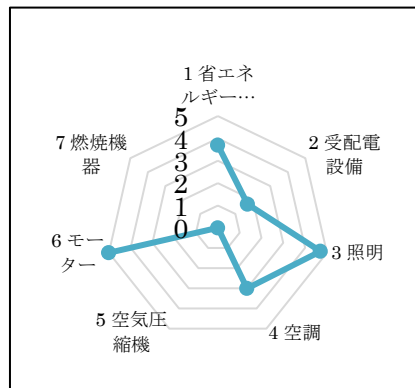 1 省エネ
ルギー…
2 受配電
設備
3 照明
4 空調
5 空気圧
縮機
6 モー
ター
7 燃焼機
器
5
4
3
2
1
0